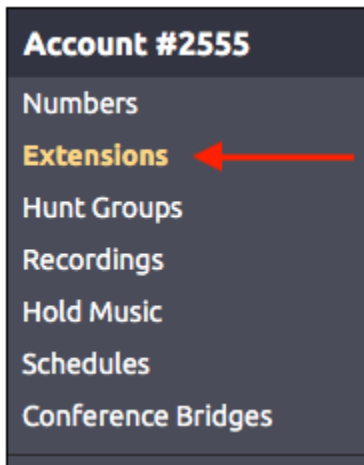 Account #2555
Numbers
Extensions
Hunt Groups
Recordings
Hold Music
Schedules
Conference Bridges